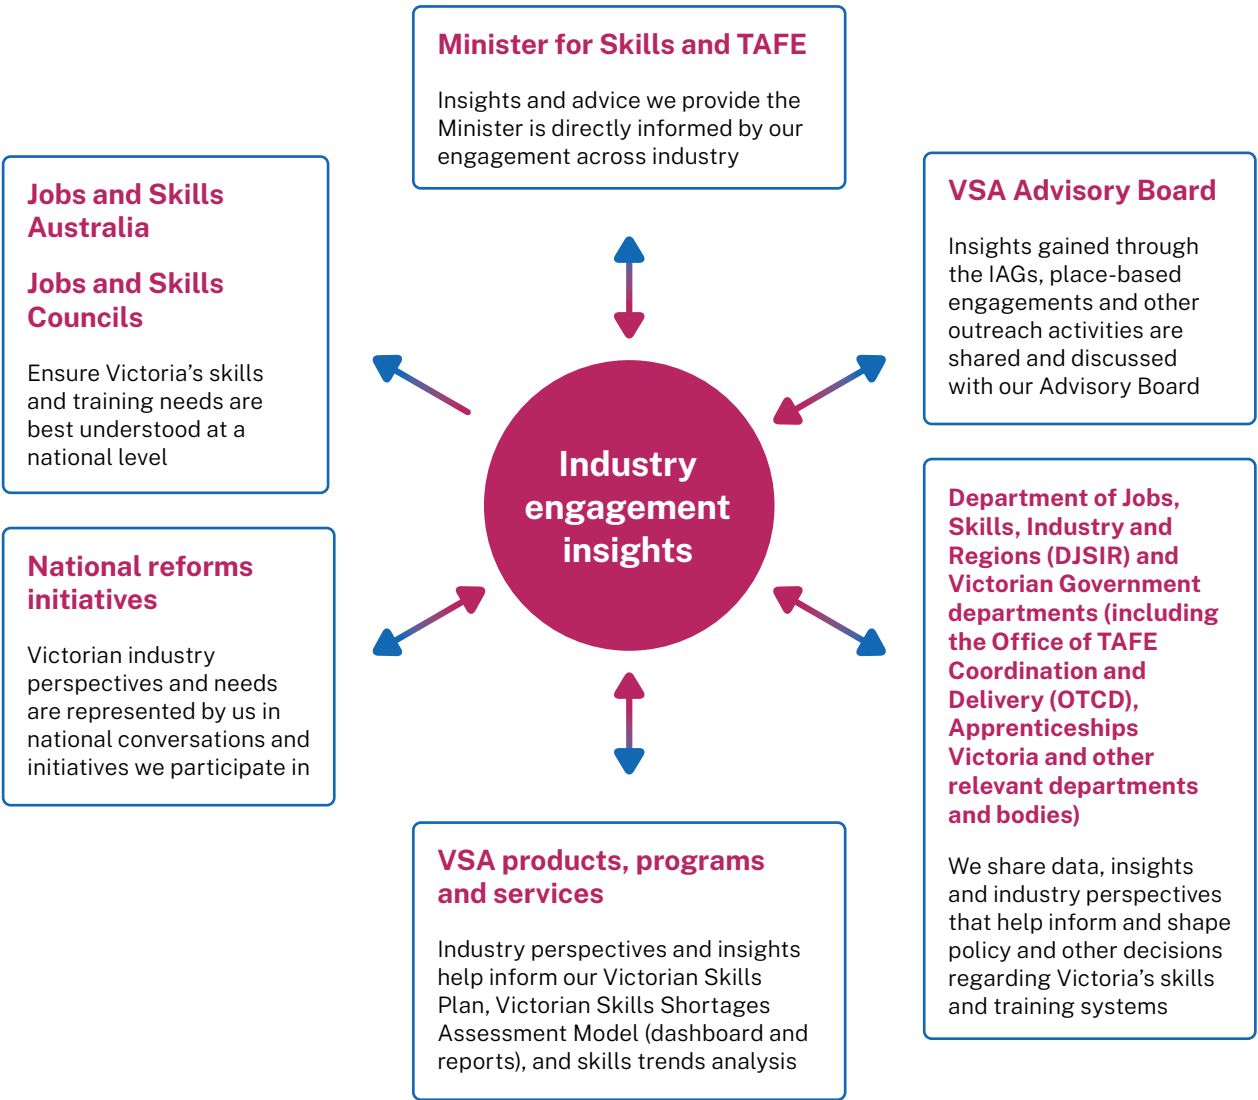 Minister for Skills and TAFE
Insights and advice we provide the
Minister is directly informed by our
engagement across industry
Jobs and Skills
Australia
Jobs and Skills
Councils
Ensure Victoria’s skills
and training needs are
best understood at a
national level
VSA Advisory Board
Insights gained through
the IAGs, place-based
engagements and other
outreach activities are
shared and discussed
with our Advisory Board
Industry
engagement
insights
National reforms
initiatives
Victorian industry
perspectives and needs
are represented by us in
national conversations and
initiatives we participate in
Department of Jobs,
Skills, Industry and
Regions (DJSIR) and
Victorian Government
departments (including
the Office of TAFE
Coordination and
Delivery (OTCD),
Apprenticeships
Victoria and other
relevant departments
and bodies)
We share data, insights
and industry perspectives
that help inform and shape
policy and other decisions
regarding Victoria’s skills
and training systems
VSA products, programs
and services
Industry perspectives and insights
help inform our Victorian Skills
Plan, Victorian Skills Shortages
Assessment Model (dashboard and
reports), and skills trends analysis